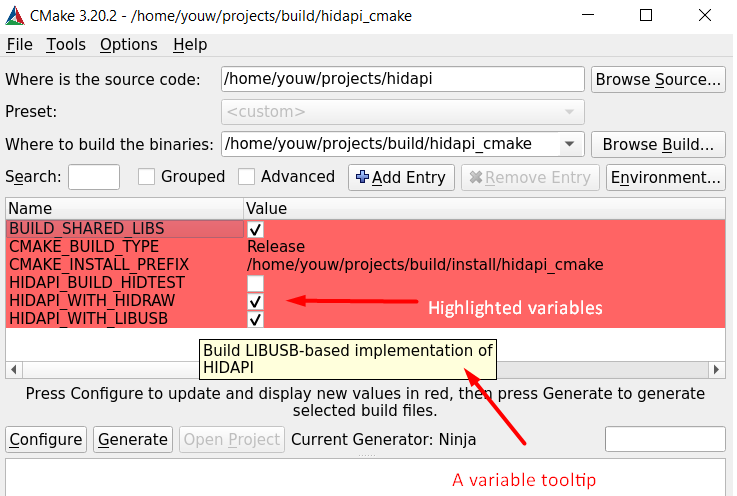 CMake 3.20.2 - /home/youw/projects/build/hidapi_cmake
File Tools Options Help
Where is the source code: /home/youw/projects/hidapi Browse Source...
Preset: <custom>
Where to build the binaries: /home/youw/projects/build/hidapi_cmake Browse Build...
Search: Grouped Advanced Add Entry Remove Entry Environment...
Name Value
BUILD_SHARED_LIBS
CMAKE_BUILD_TYPE Release
CMAKE_INSTALL_PREFIX /home/youw/projects/build/install/hidapi_cmake
HIDAPI_BUILD_HIDTEST
HIDAPI_WITH_HIDRAW
Highlighted variables
HIDAPI_WITH_LIBUSB
Build LIBUSB-based implementation of
HIDAPI
Press Configure to update and display new values in red, then press Generate to generate
selected build files.
Configure Generate Open Project Current Generator: Ninja
A variable tooltip